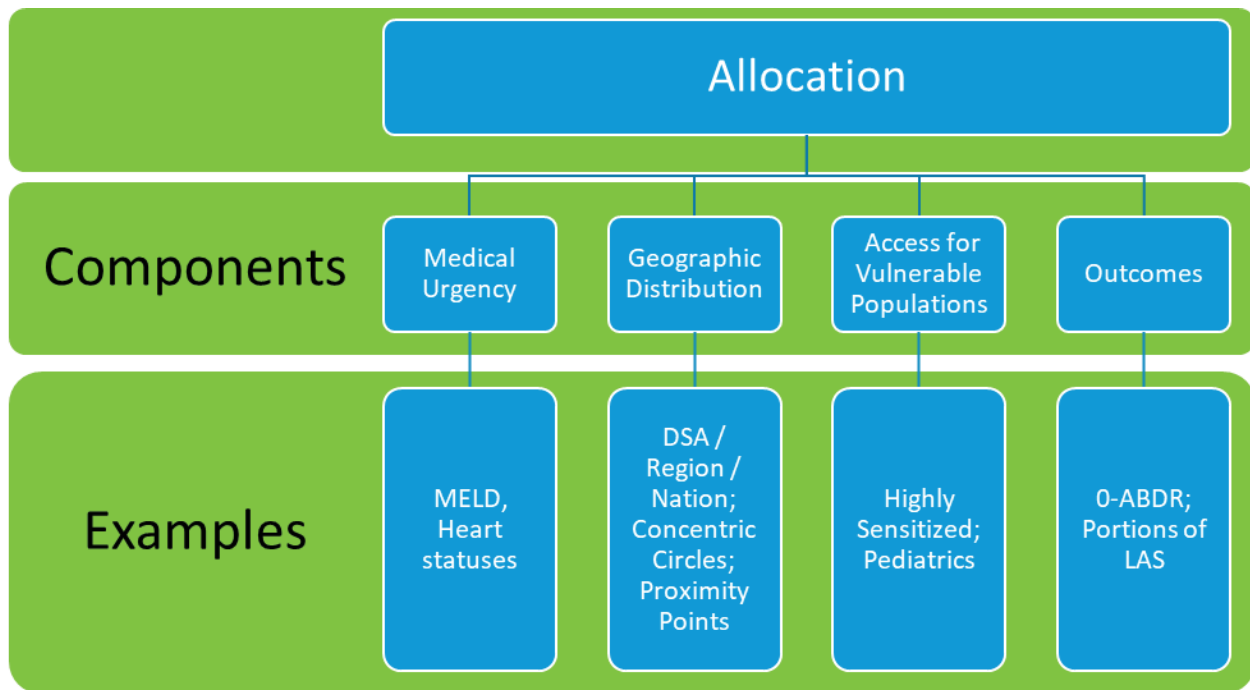 Allocation
Components
Medical
Urgency
Geographic
Distribution
Access for
Vulnerable
Populations
Outcomes
Examples
MELD,
Heart
statuses
DSA /
Region /
Nation;
Concentric
Circles;
Proximity
Points
Highly
Sensitized;
Pediatrics
0-ABDR;
Portions of
LAS